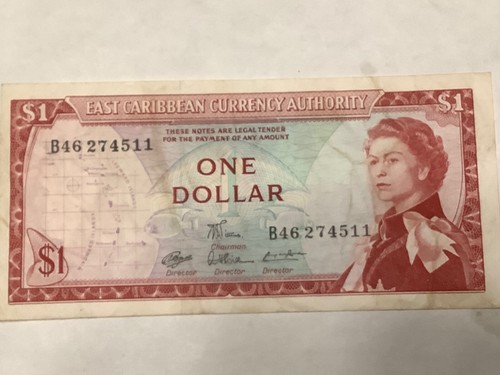 $1 EAST CARIBBEAN CURRENCY AUTHORITY $1
THESE NOTES ARE LEGAL TENDER
FOR THE PAYMENT OF ANY AMOUNT
B46 274511
ONE
DOLLAR
B46 274511
Chairman
$1
Director Director Director